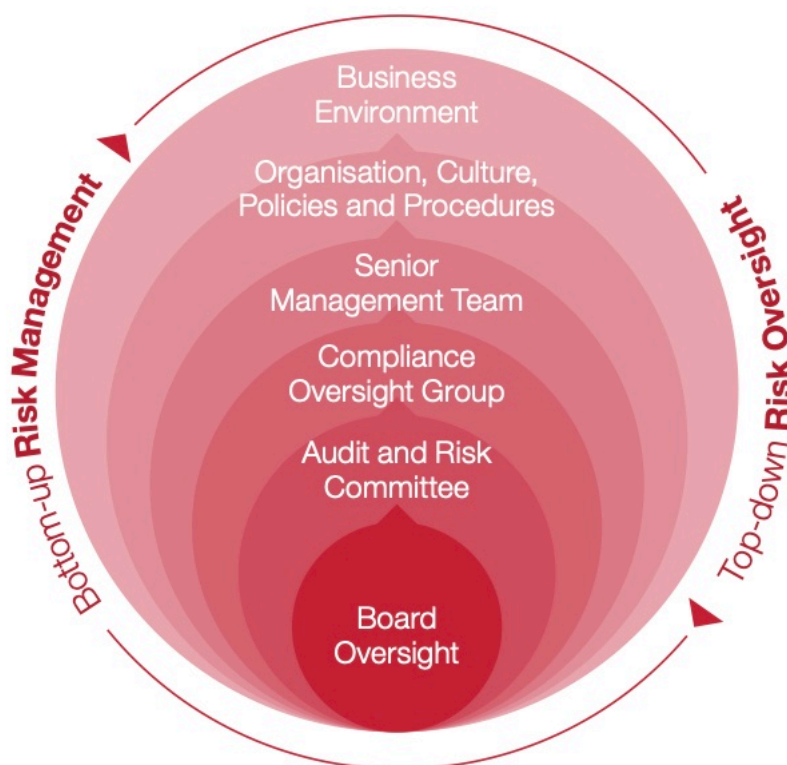 Business
Environment
Organisation, Culture,
Policies and Procedures
Senior
Management Team
Compliance
Oversight Group
Audit and Risk
Committee
Board
Oversight
Bottom-up Risk Management
Top-down Risk Oversight